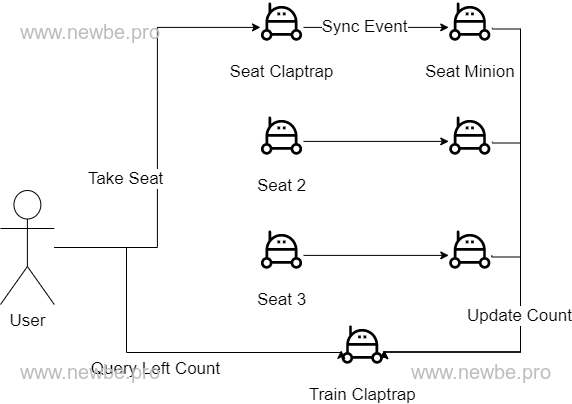 www.newbe.pro
Sync Event
Seat Claptrap
Seat Minion
Take Seat
Seat 2
Seat 3
User
Update Count
Query Left Count
www.newbe.pro
www.newbe.pro
Train Claptrap